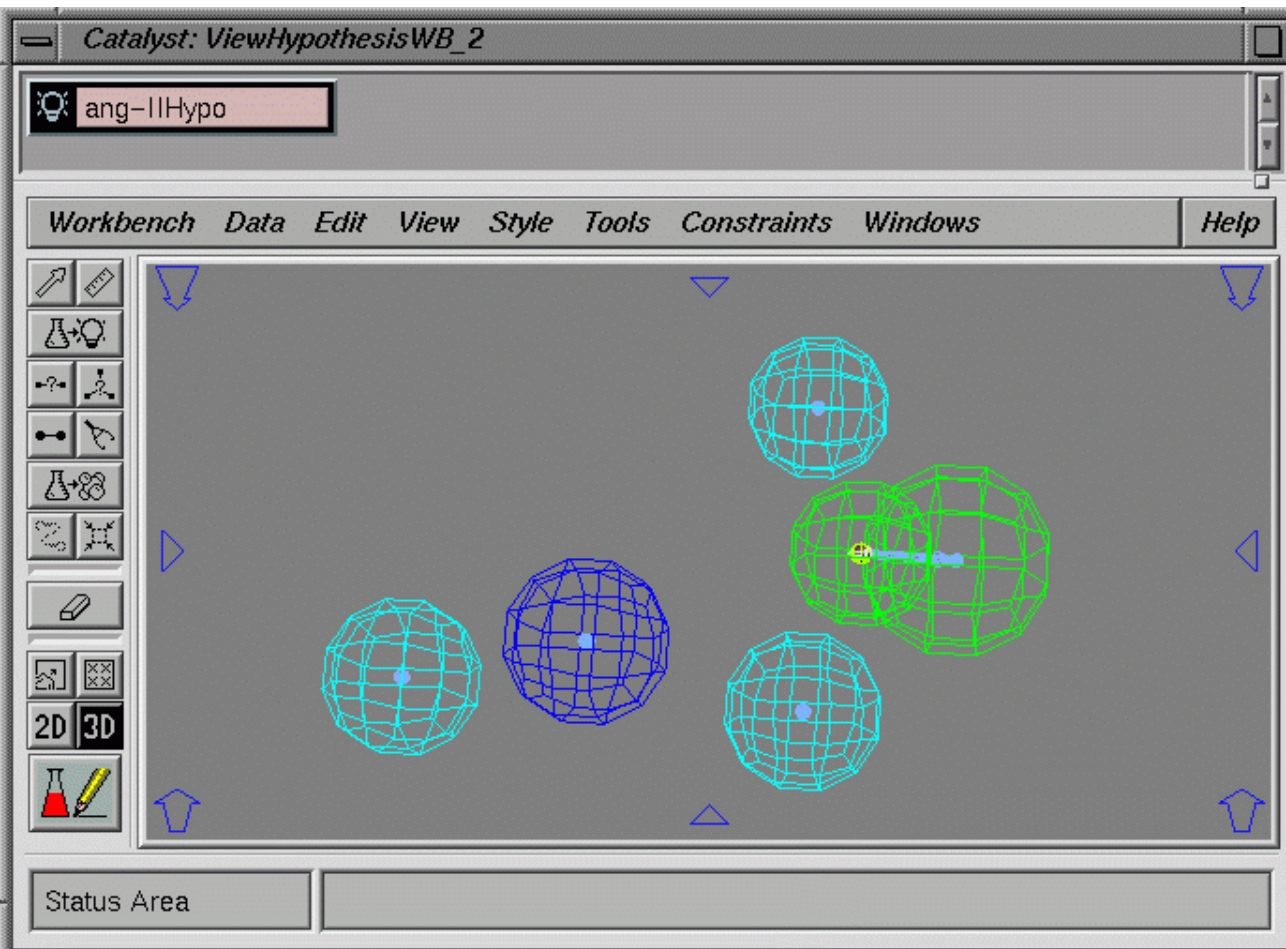 Catalyst: ViewHypothesisWB_2
ang-IIHypo
Workbench Data Edit View Style Tools Constraints Windows Help
2D 3D
Status Area